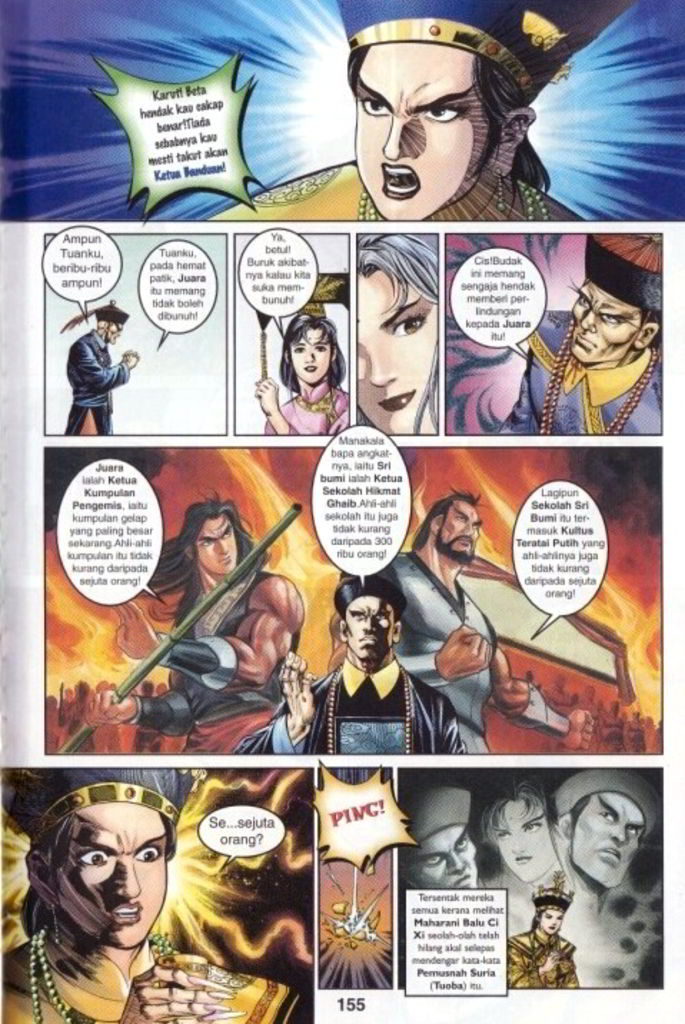 Karut! Beta
hendak kau cakap
benar!Tiada
sebabnya kau
mesti takut akan
Ketua Banduan!
Ampun
Tuanku,
beribu-ribu
ampun!
Tuanku,
pada hemat
patik, Juara
itu memang
tidak boleh
dibunuh!
Ya,
betul!
Buruk akibat-
nya kalau kita
suka mem-
bunuh!
Cis!Budak
ini memang
sengaja hendak
memberi per-
lindungan
kepada Juara
itu!
Juara
ialah Ketua
Kumpulan
Pengemis, iaitu
kumpulan gelap
yang paling besar
sekarang.Ahli-ahli
kumpulan itu tidak
kurang daripada
sejuta orang!
Manakala
bapa angkat-
nya, iaitu Sri
bumi ialah Ketua
Sekolah Hikmat
Ghaib.Ahli-ahli
sekolah itu juga
tidak kurang
daripada 300
ribu orang!
Lagipun
Sekolah Sri
Bumi itu ter-
masuk Kultus
Teratai Putih yang
ahli-ahlinya juga
tidak kurang
daripada sejuta
orang!
Se...sejuta
orang?
PING!
Tersentak mereka
semua kerana melihat
Maharani Balu Ci
Xi seolah-olah telah
hilang akal selepas
mendengar kata-kata
Pemusnah Suria
(Tuoba) itu.
155